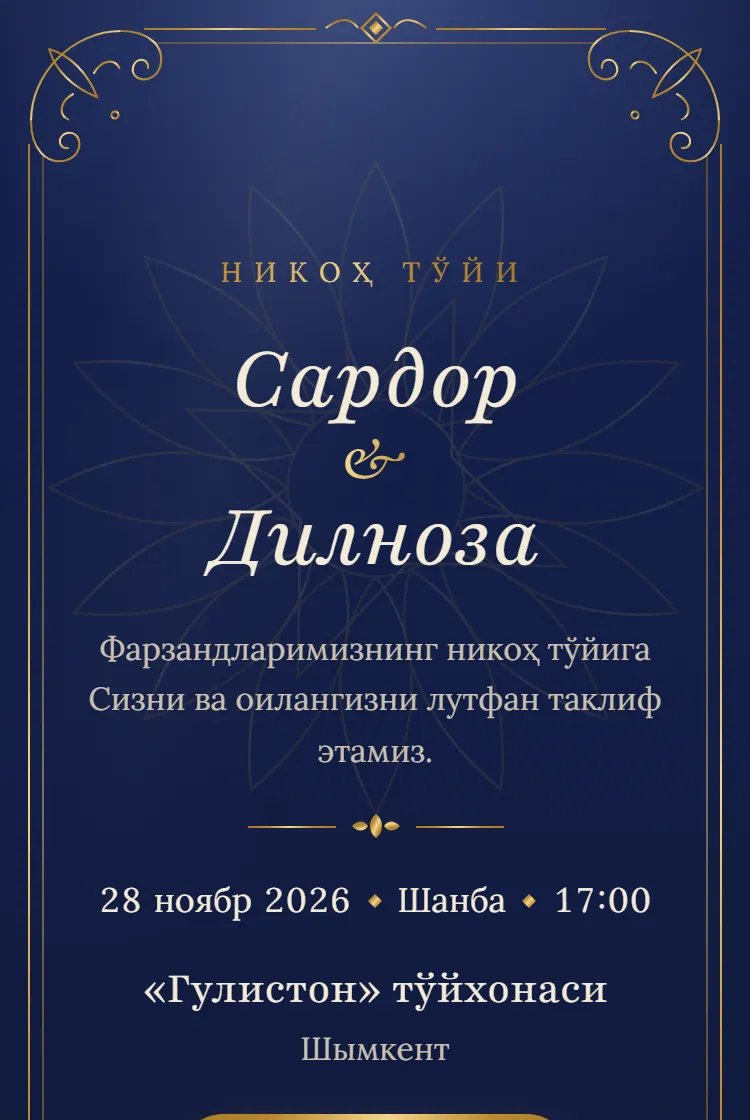 НИКОҲ ТЎЙИ
Сардор
&
Дилноза
Фарзандларимизнинг никоҳ тўйига
Сизни ва оилангизни лутфан таклиф
этамиз.
28 ноябр 2026 ◆ Шанба ◆ 17:00
«Гулистон» тўйхонаси
Шымкент